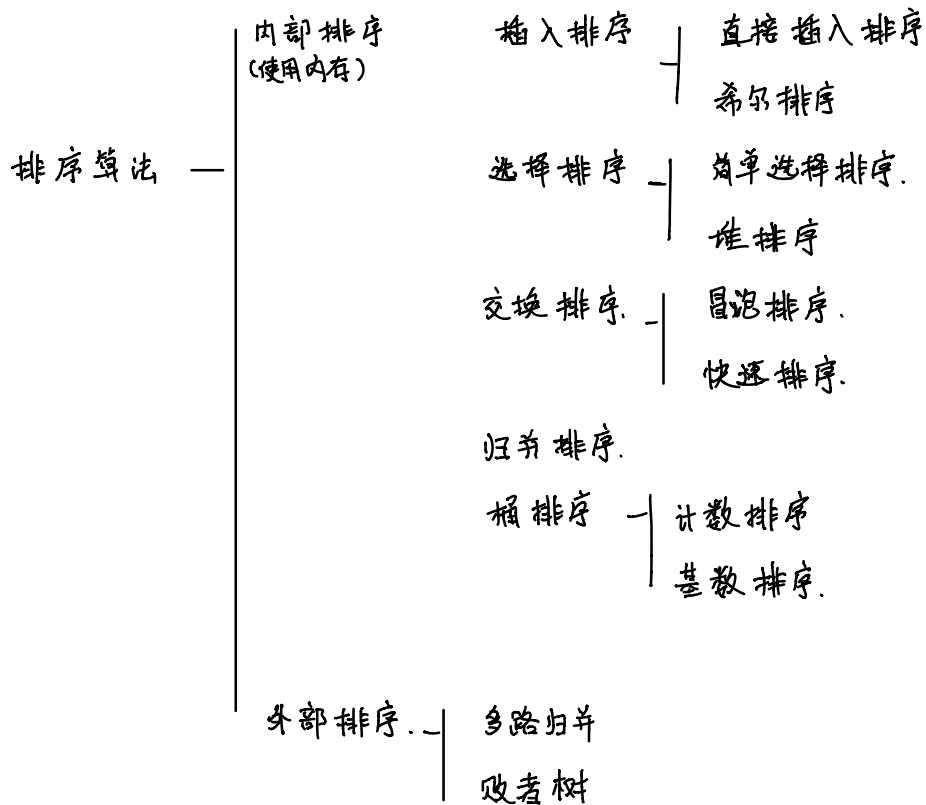 排序算法
内部排序
(使用内存)
插入排序
直接插入排序
希尔排序
选择排序
简单选择排序.
堆排序
交换排序.
冒泡排序.
快速排序.
归并排序.
桶排序
计数排序
基数排序.
外部排序.
多路归并
败者树